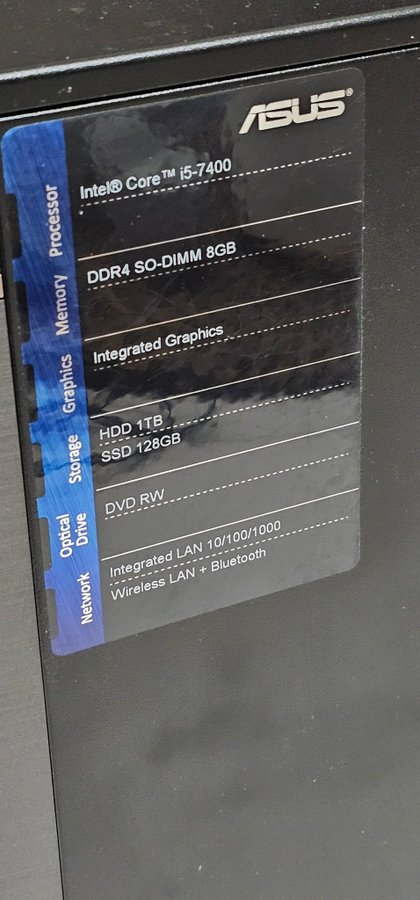 ASUS®
Processor
Intel® Core™ i5-7400
Memory
DDR4 SO-DIMM 8GB
Graphics
Integrated Graphics
Storage
HDD 1TB
SSD 128GB
Optical
Drive
DVD RW
Network
Integrated LAN 10/100/1000
Wireless LAN + Bluetooth